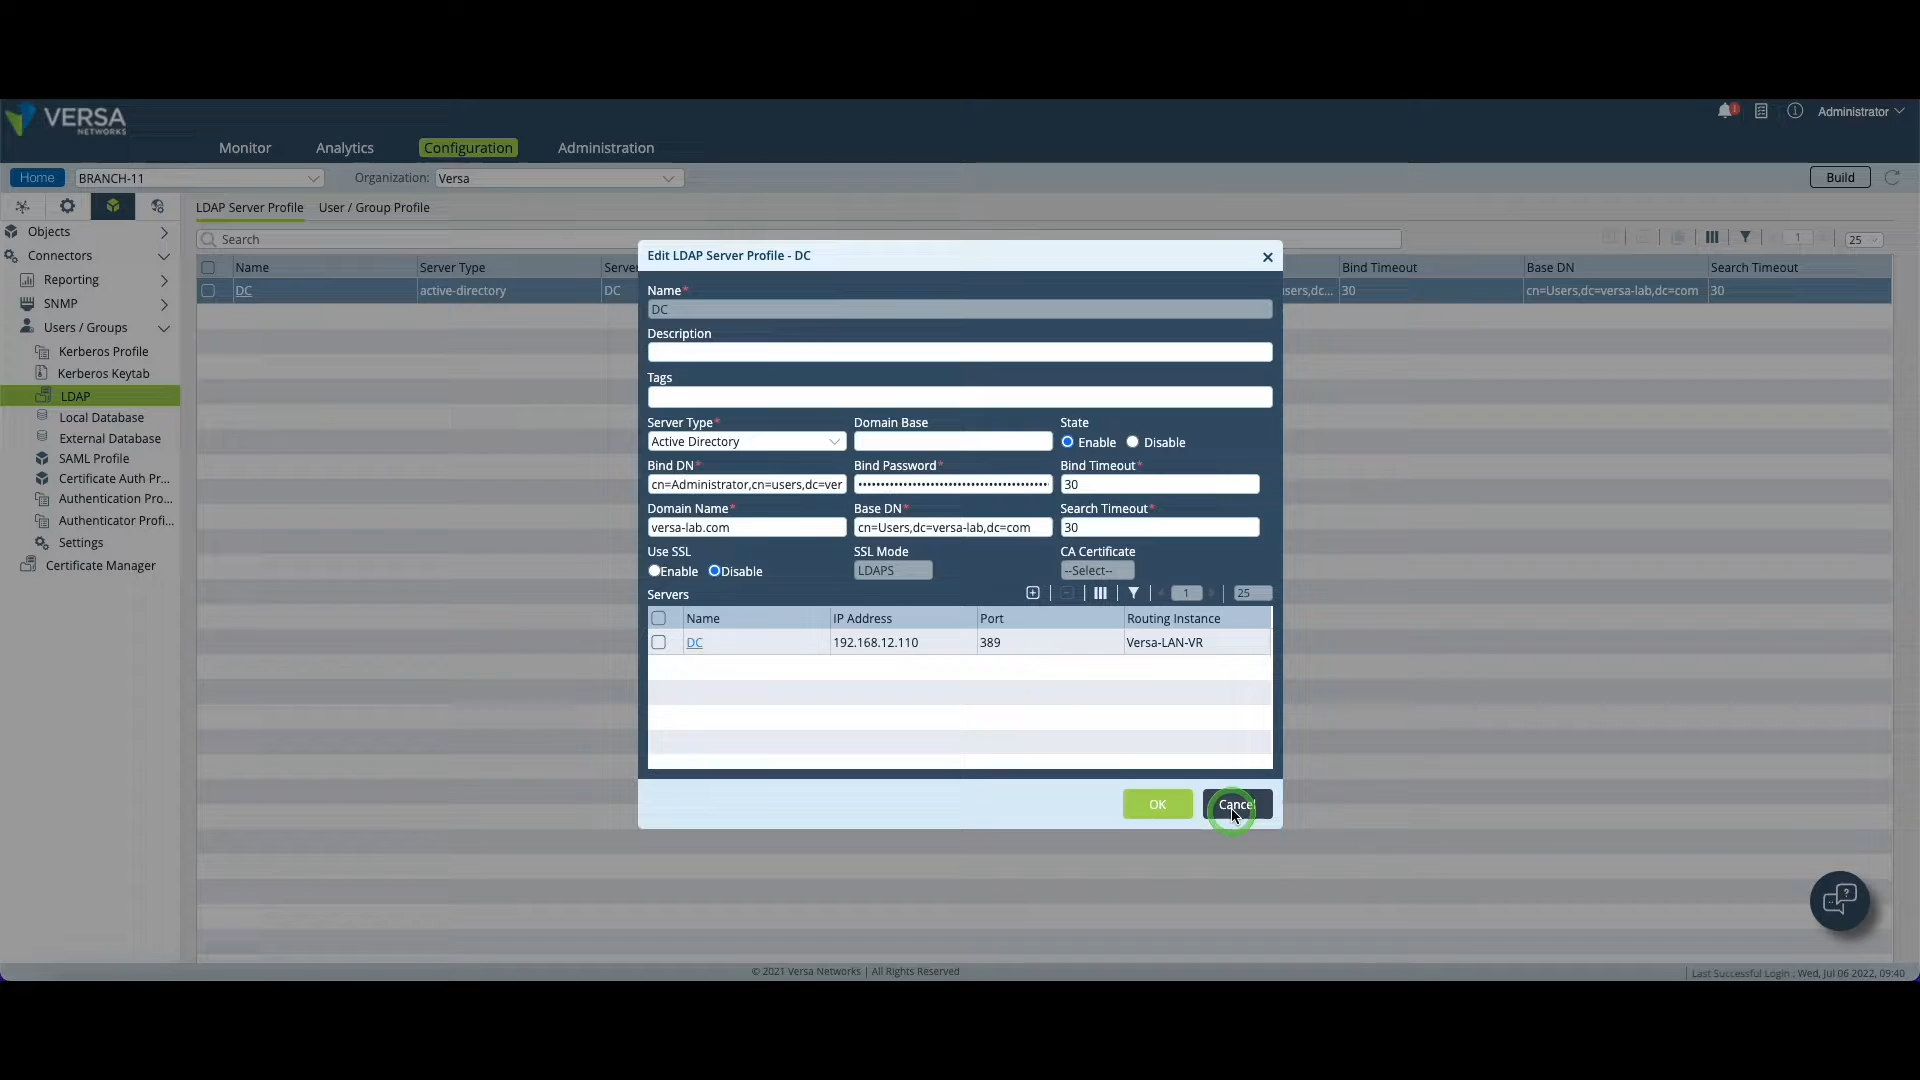 VERSA
NETWORKS
1
Administrator
Monitor Analytics Configuration Administration
Home BRANCH-11 Organization: Versa Build
LDAP Server Profile User / Group Profile
Search 1 25
Objects
Connectors
Reporting
SNMP
Users / Groups
Kerberos Profile
Kerberos Keytab
LDAP
Local Database
External Database
SAML Profile
Certificate Auth Pr...
Authentication Pro...
Authenticator Profi...
Settings
Certificate Manager
Name Server Type Bind Timeout Base DN Search Timeout
DC active-directory DC 30 cn=Users,dc=versa-lab,dc=com 30
Edit LDAP Server Profile - DC
Name*
DC
Description
Tags
Server Type* Domain Base State
Active Directory Enable Disable
Bind DN* Bind Password* Bind Timeout*
cn=Administrator,cn=users,dc=ver 30
Domain Name* Base DN* Search Timeout*
versa-lab.com cn=Users,dc=versa-lab,dc=com 30
Use SSL SSL Mode CA Certificate
Enable Disable LDAPS --Select--
Servers 1 25
Name IP Address Port Routing Instance
DC 192.168.12.110 389 Versa-LAN-VR
OK Cancel
© 2021 Versa Networks | All Rights Reserved
Last Successful Login : Wed, Jul 06 2022, 09:40